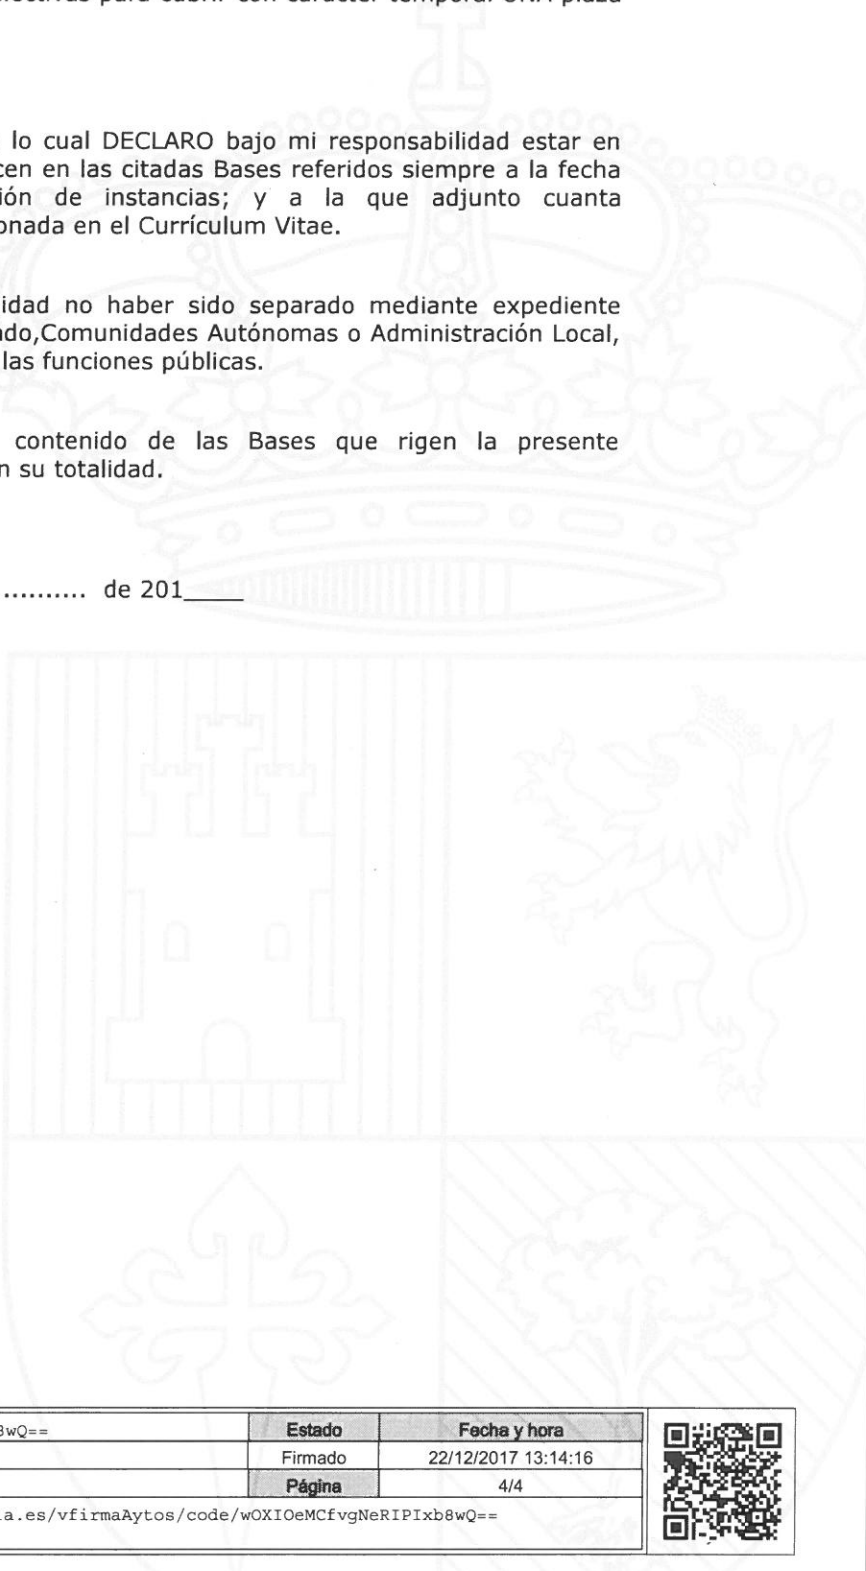 para cubrir con carácter temporal UNA plaza
lo cual DECLARO bajo mi responsabilidad estar en
cen en las citadas Bases referidos siempre a la fecha
ión de instancias; y a la que adjunto cuanta
onada en el Currículum Vitae.
idad no haber sido separado mediante expediente
do,Comunidades Autónomas o Administración Local,
las funciones públicas.
contenido de las Bases que rigen la presente
n su totalidad.
.......... de 201____
8wQ== Estado Fecha y hora
Firmado 22/12/2017 13:14:16
Página 4/4
a.es/vfirmaAytos/code/wOXIOeMCfvgNeRIPIxb8wQ==